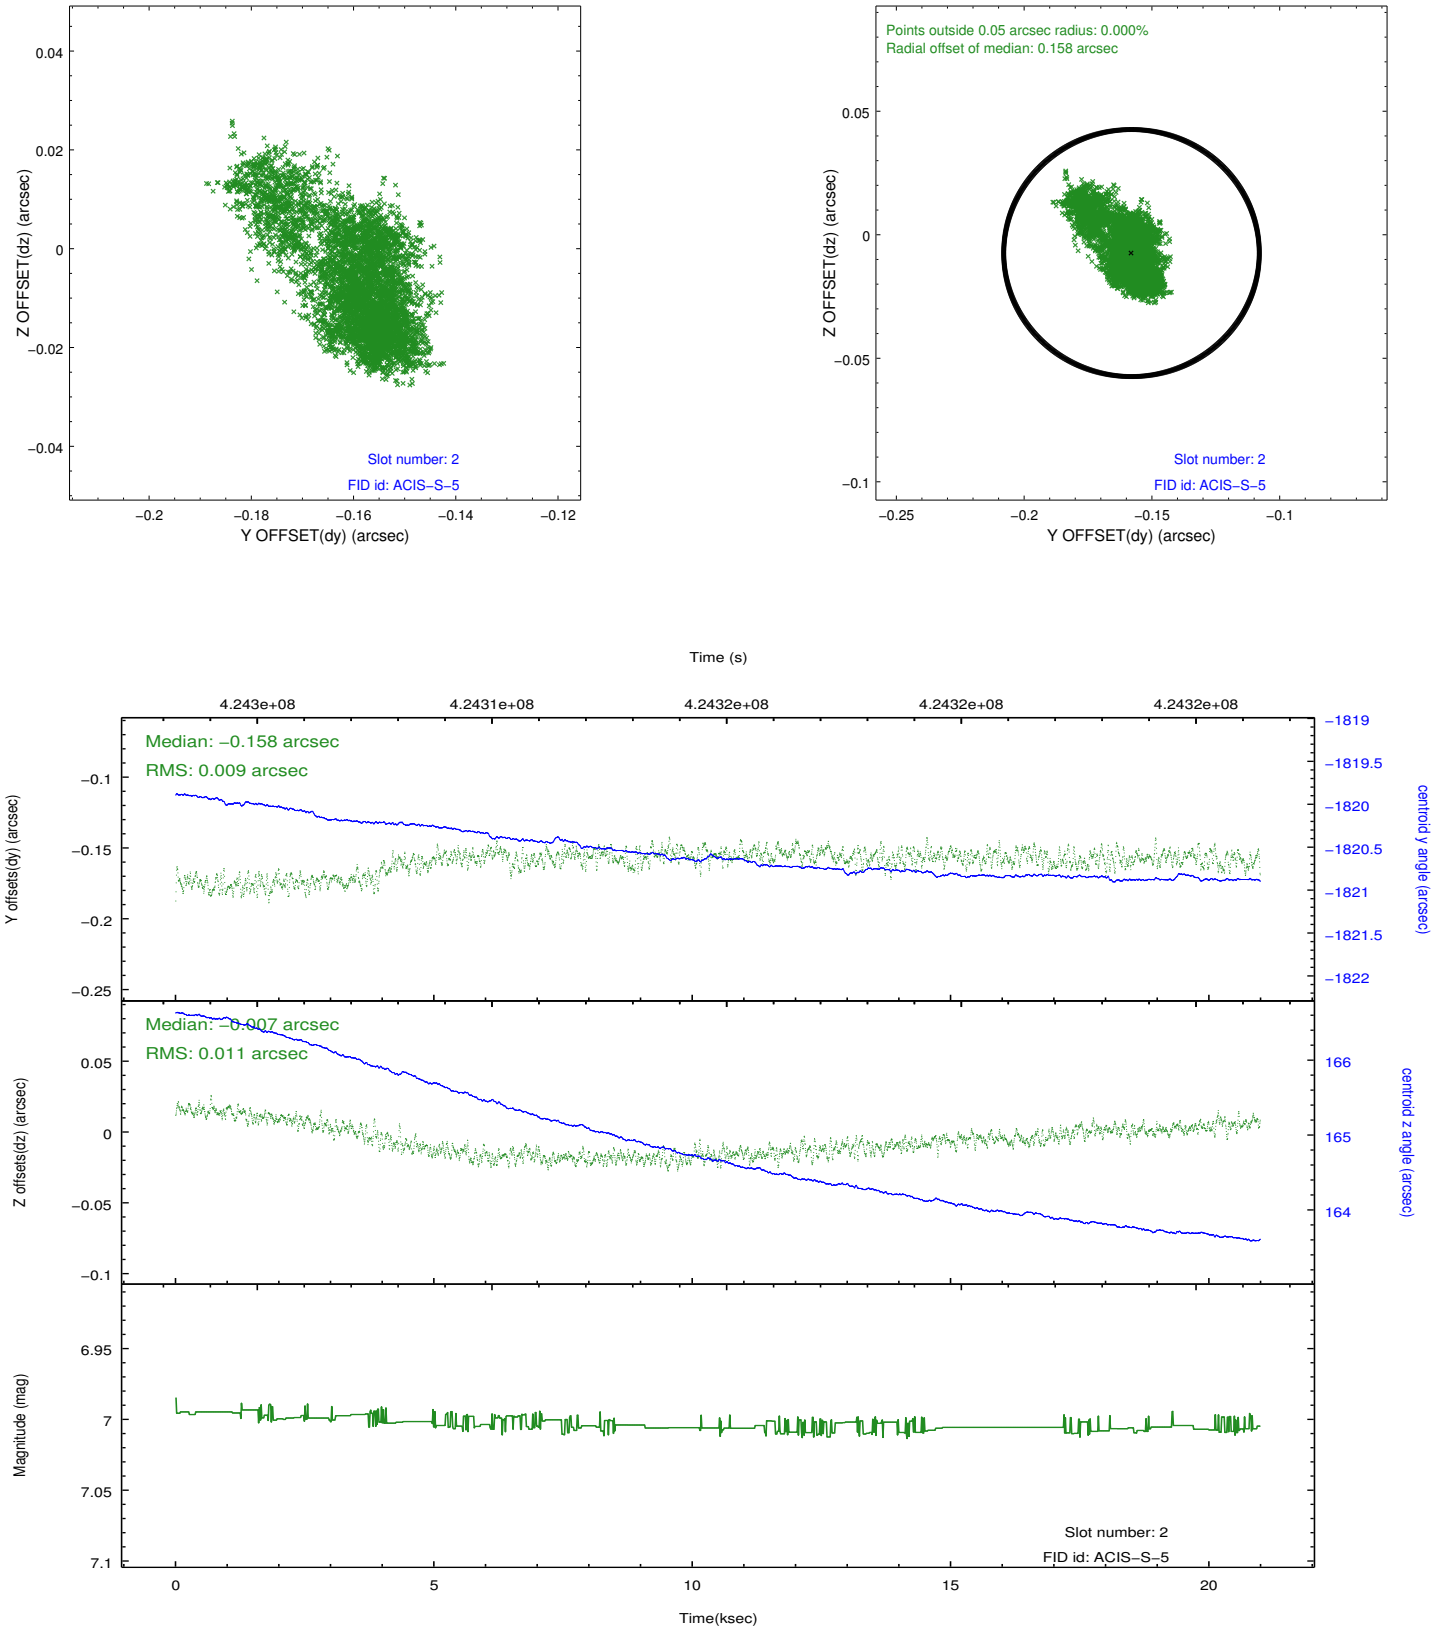 0.04
0.02
0
−0.02
−0.04
Z OFFSET(dz) (arcsec)
Slot number: 2
FID id: ACIS−S−5
−0.2
−0.18
−0.16
−0.14
−0.12
Y OFFSET(dy) (arcsec)
Points outside 0.05 arcsec radius: 0.000%
Radial offset of median: 0.158 arcsec
0.05
0
−0.05
−0.1
Z OFFSET(dz) (arcsec)
Slot number: 2
FID id: ACIS−S−5
−0.25
−0.2
−0.15
−0.1
Y OFFSET(dy) (arcsec)
Time (s)
4.243e+08
4.2431e+08
4.2432e+08
4.2432e+08
4.2432e+08
Median: −0.158 arcsec
RMS: 0.009 arcsec
−0.1
−0.15
−0.2
−0.25
Y offsets(dy) (arcsec)
−1819
−1819.5
−1820
−1820.5
−1821
−1821.5
−1822
centroid y angle (arcsec)
Median: −0.007 arcsec
RMS: 0.011 arcsec
0.05
0
−0.05
−0.1
Z offsets(dz) (arcsec)
166
165
164
centroid z angle (arcsec)
6.95
7
7.05
7.1
Magnitude (mag)
Slot number: 2
FID id: ACIS−S−5
0
5
10
15
20
Time(ksec)